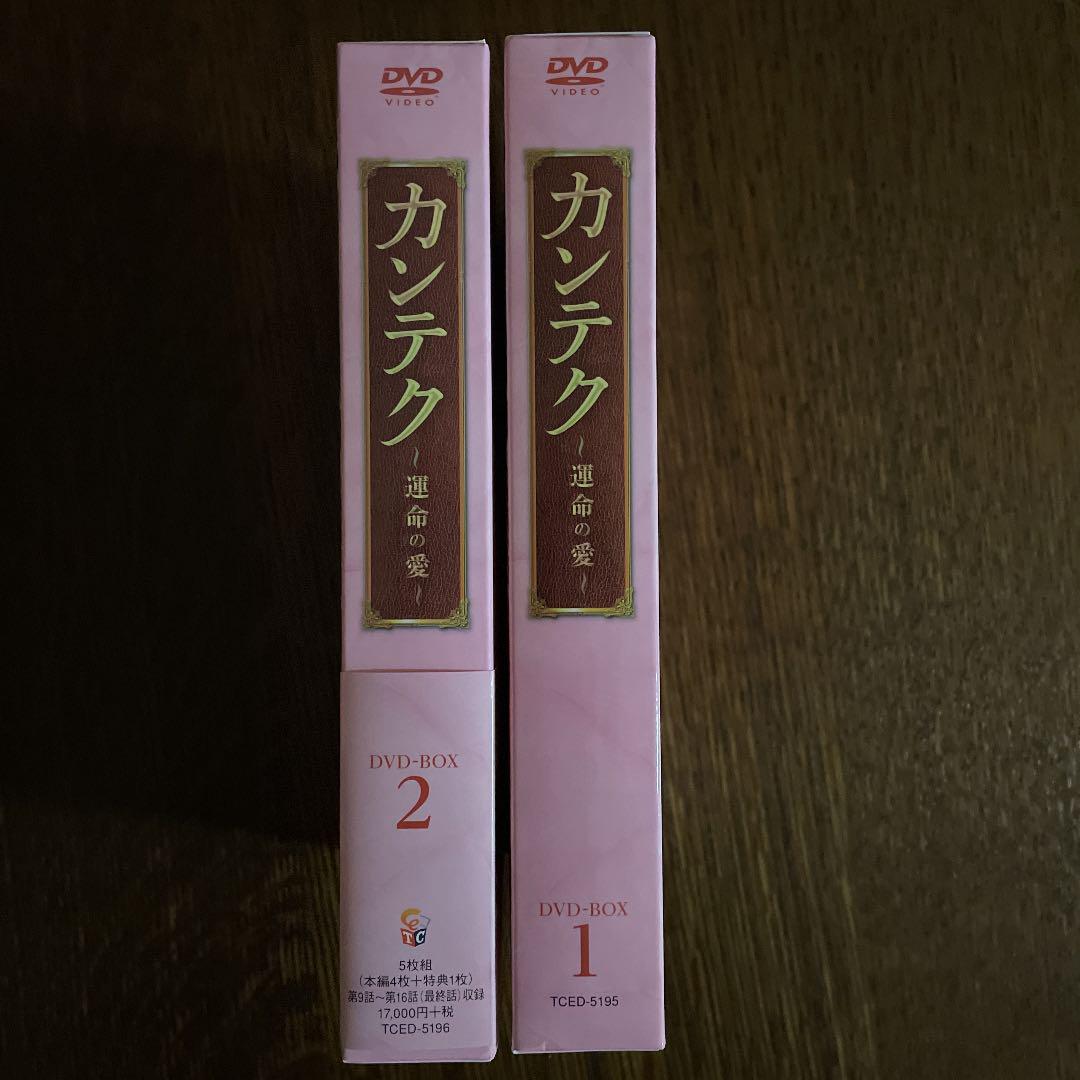 DVD
VIDEO
カンテク
~運命の愛~
DVD-BOX
2
TC
5枚組
(本編4枚+特典1枚)
第9話~第16話(最終話)収録
17,000円+税
TCED-5196
DVD
VIDEO
カンテク
~運命の愛~
DVD-BOX
1
TCED-5195